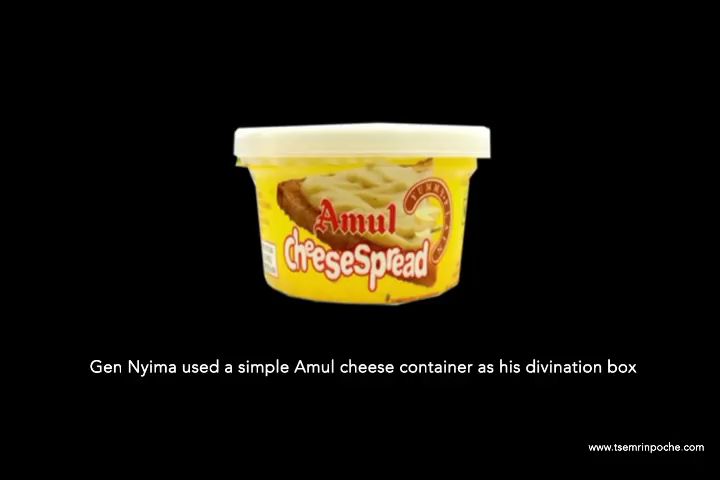 Amul
CheeseSpread
Gen Nyima used a simple Amul cheese container as his divination box
www.tsemrinpoche.com